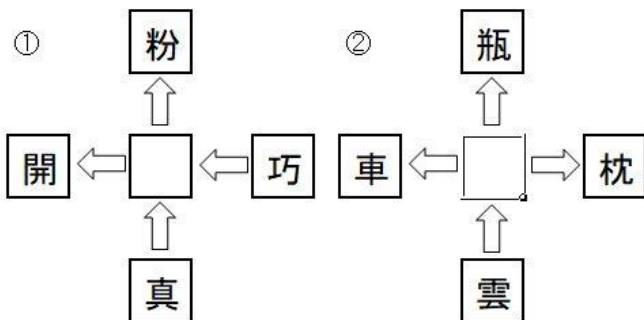 ① 粉 ② 瓶
開 巧 車 枕
真 雲